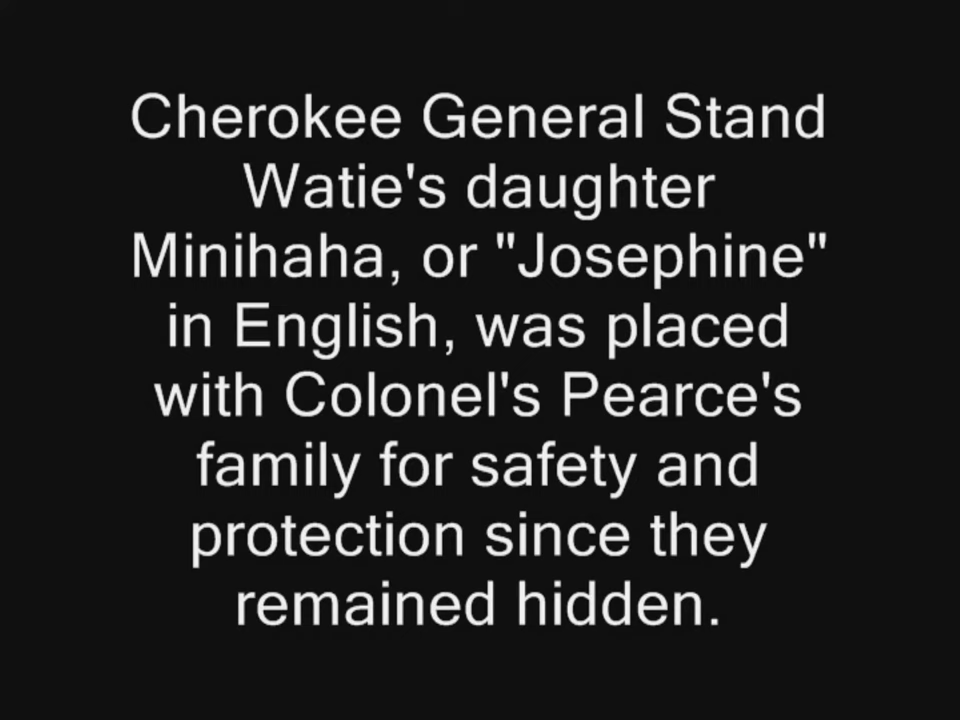 Cherokee General Stand
Watie's daughter
Minihaha, or "Josephine"
in English, was placed
with Colonel's Pearce's
family for safety and
protection since they
remained hidden.